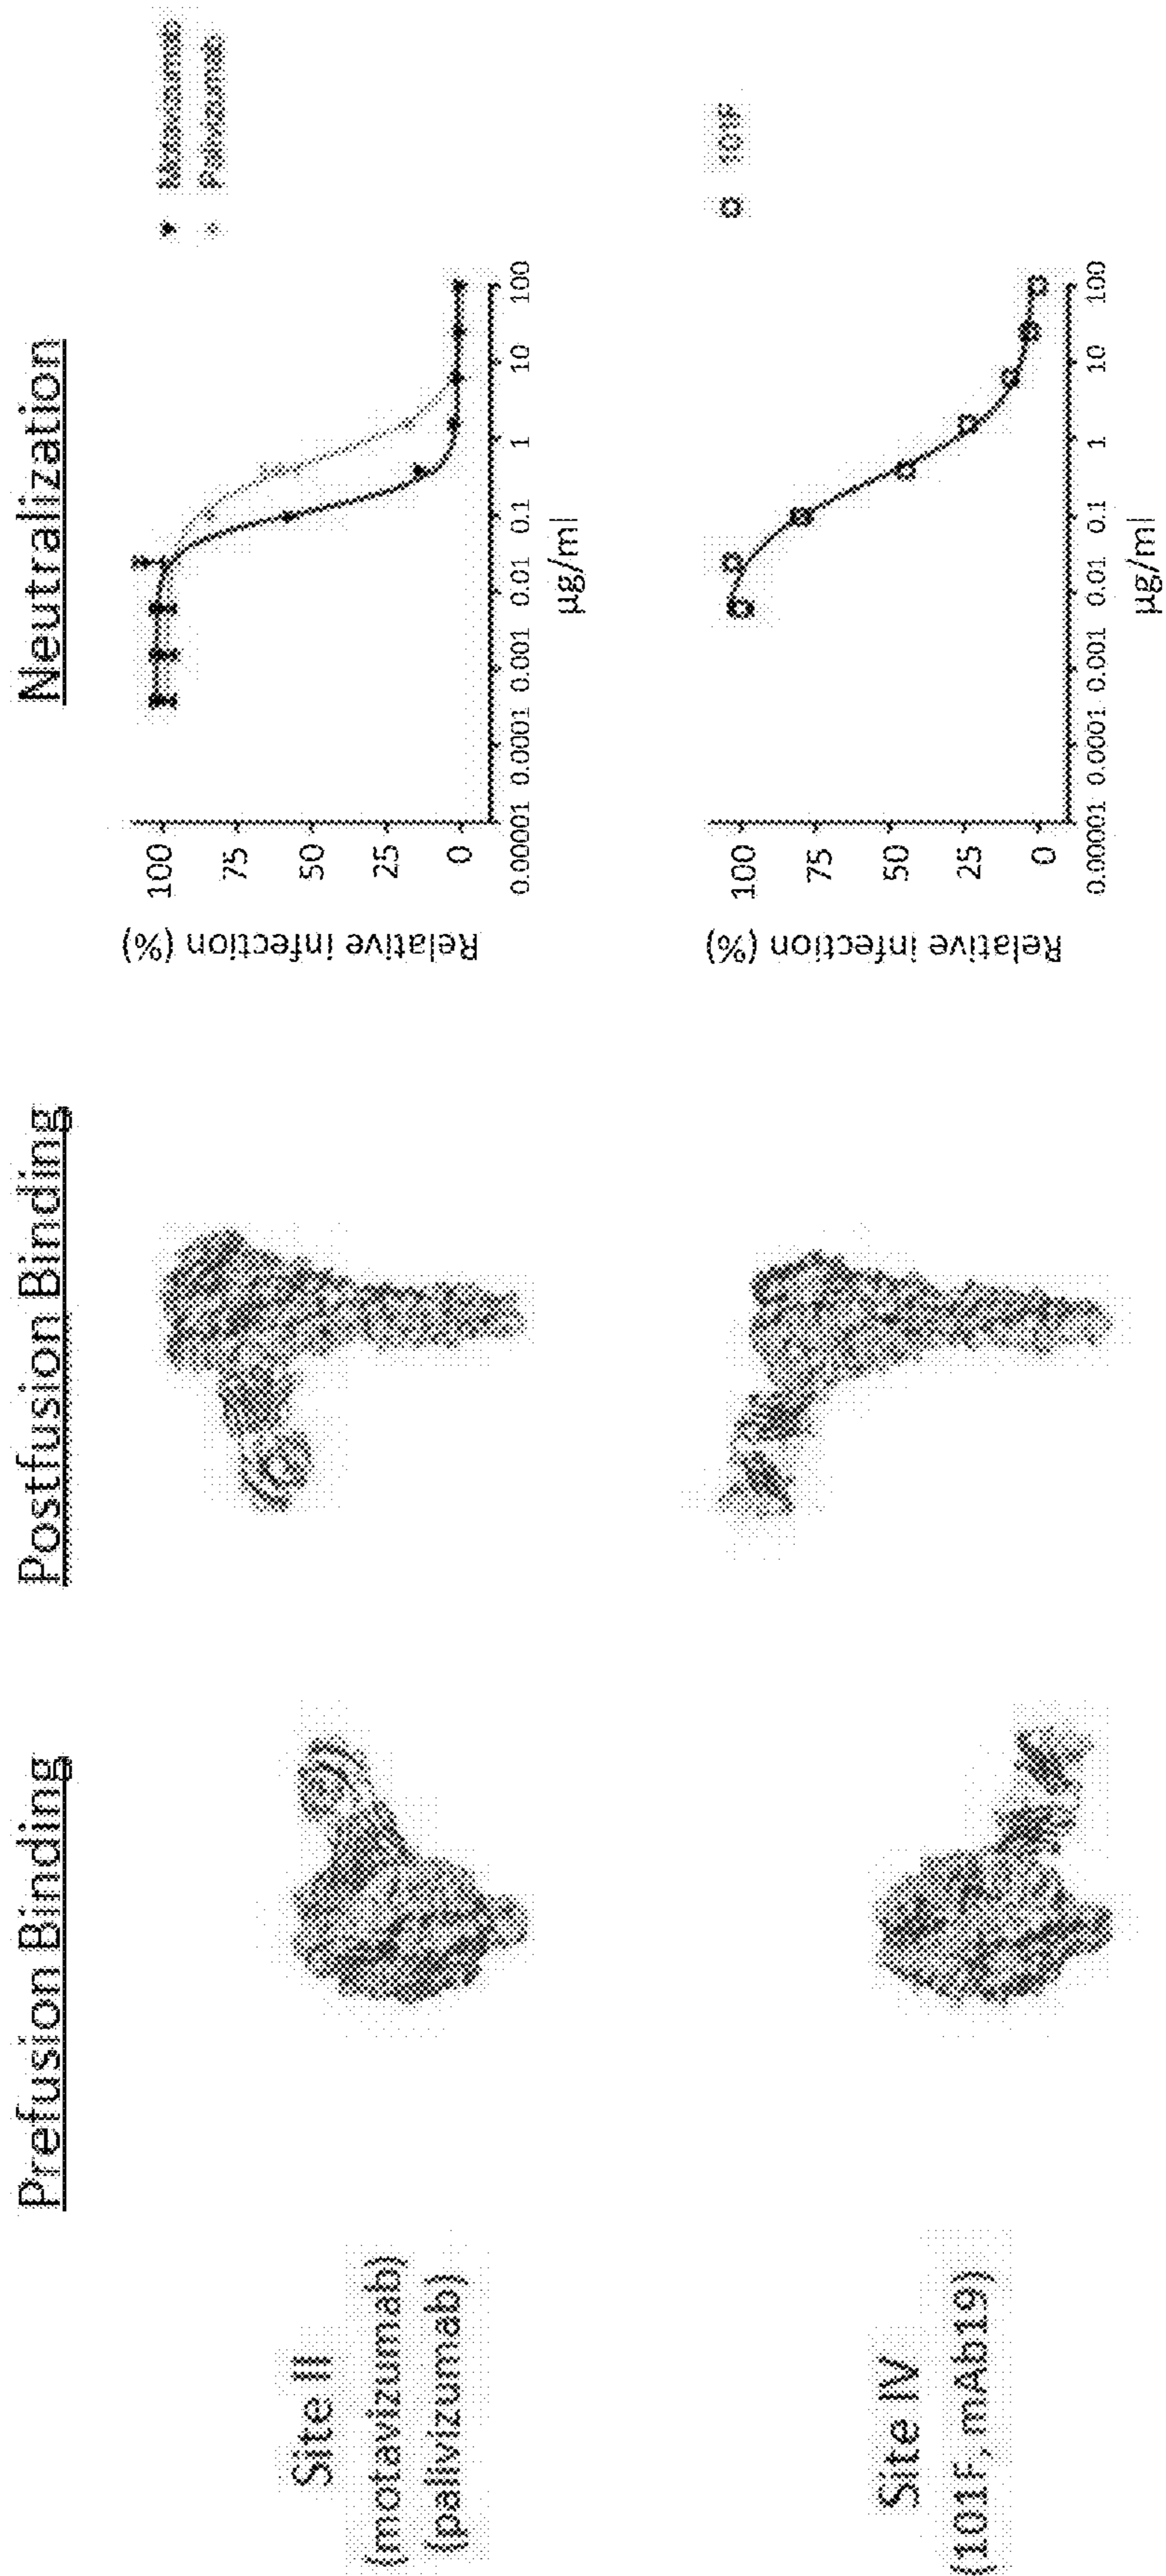 Prefusion Binding
Postfusion Binding
Neutralization
Site II
(motavizumab)
(palivizumab)
Relative infection (%)
100
75
50
25
0
0.00001 0.0001 0.001 0.01 0.1 1 10 100
µg/ml
Motavizumab
Palivizumab
Site IV
(101F, mAb19)
Relative infection (%)
100
75
50
25
0
0.00001 0.0001 0.001 0.01 0.1 1 10 100
µg/ml
101F